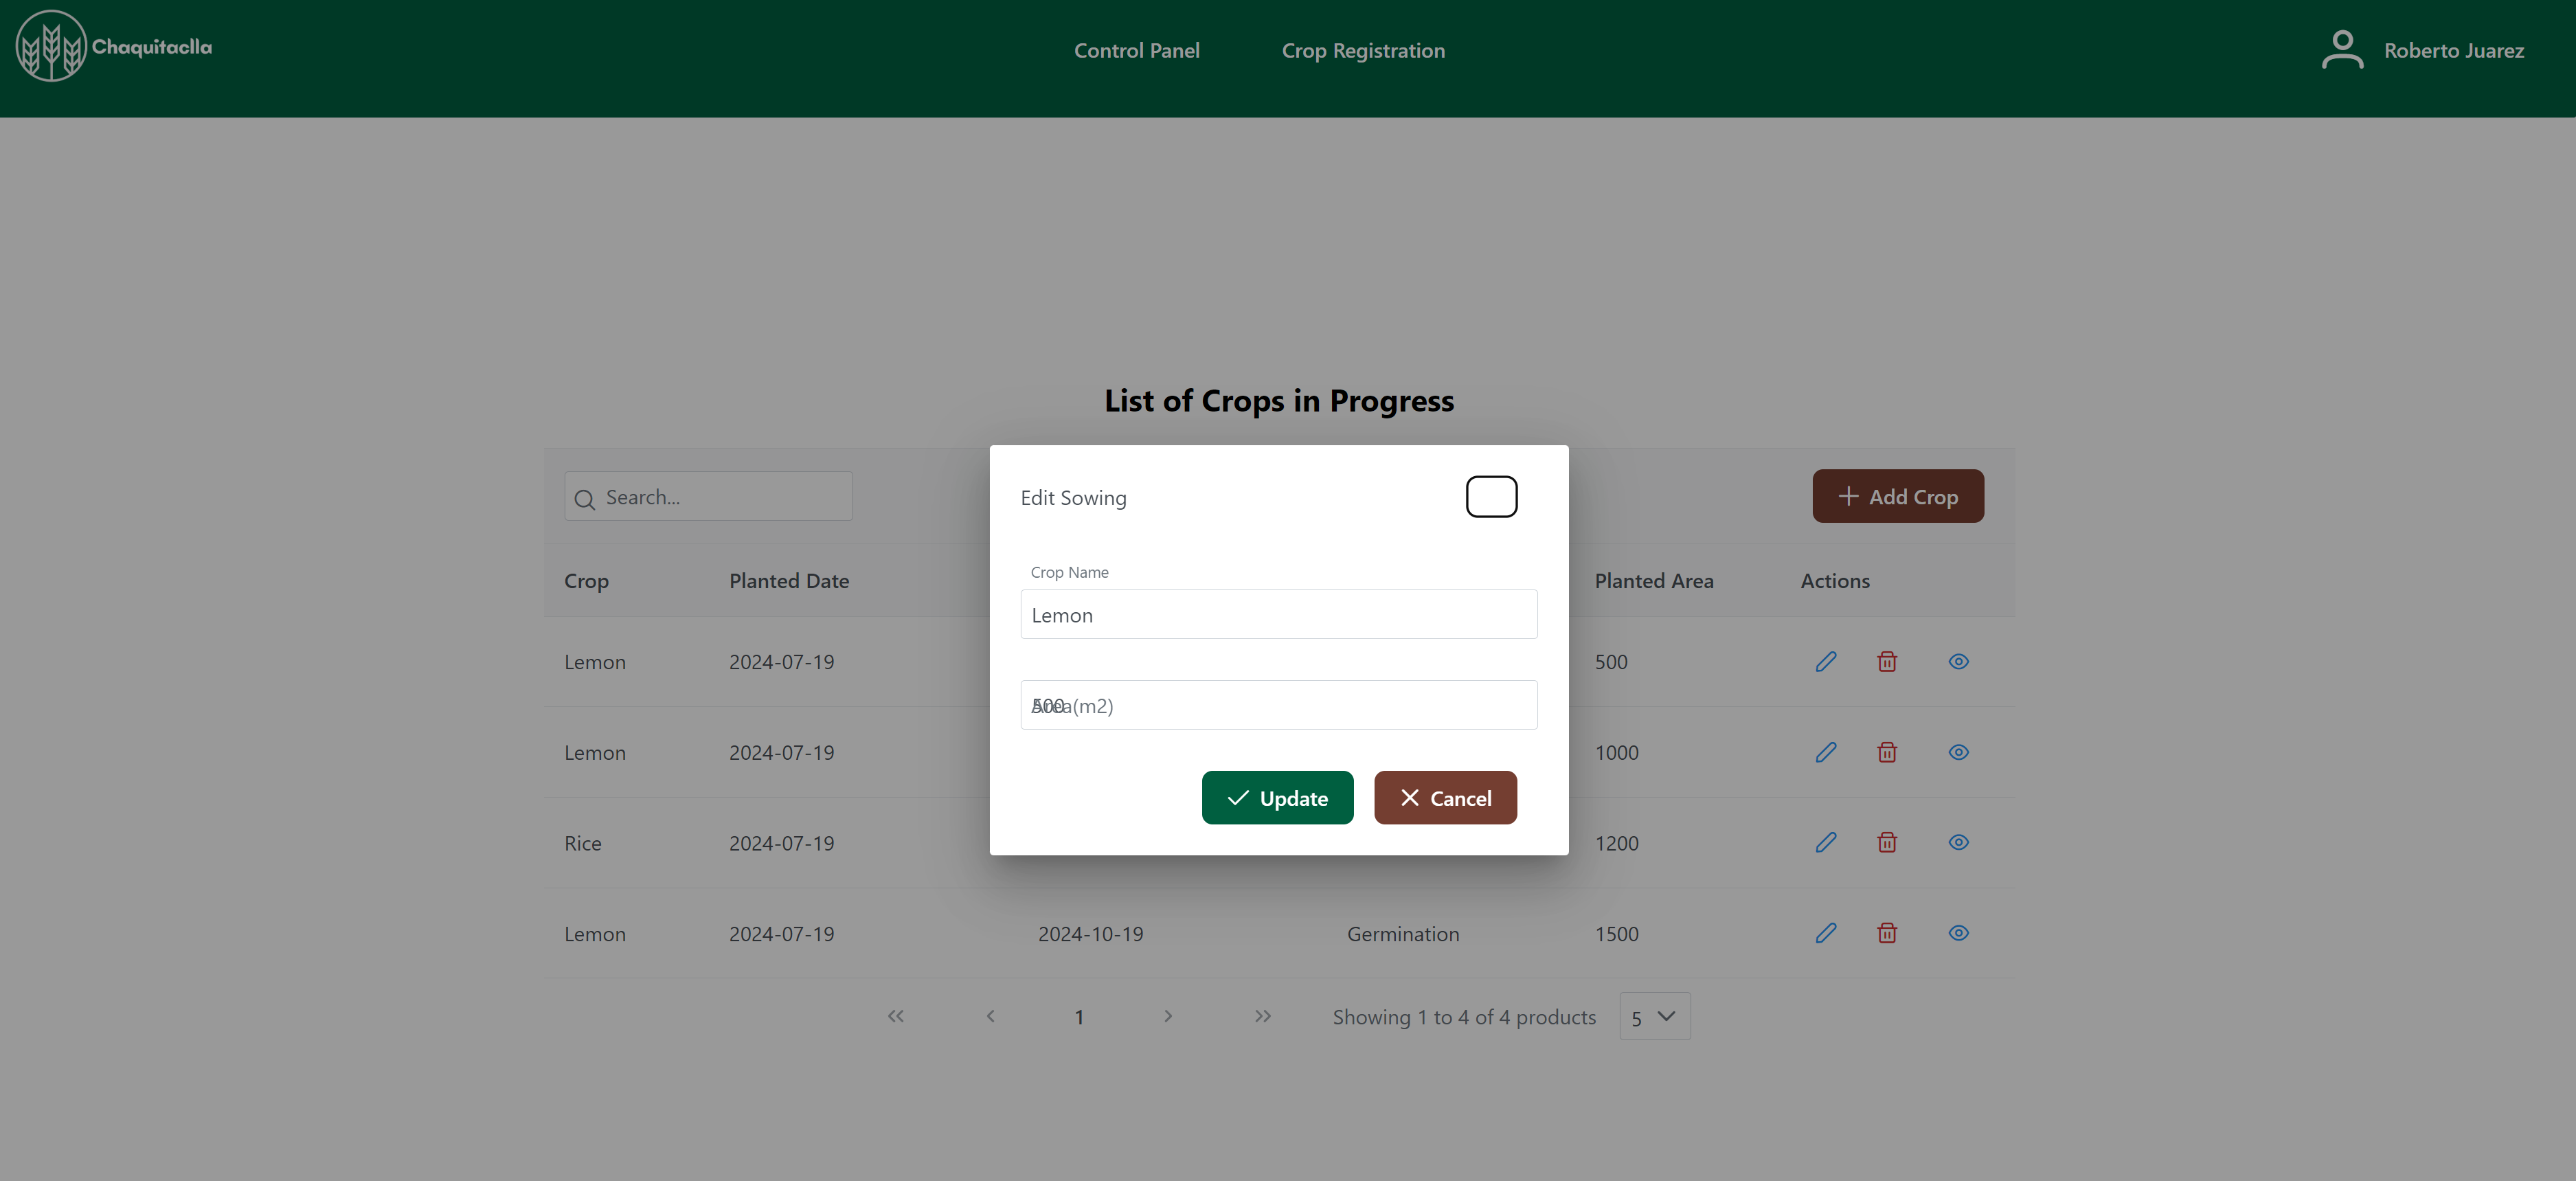 Chaquitaclla
Control Panel
Crop Registration
Roberto Juarez
List of Crops in Progress
Search...
Add Crop
Edit Sowing
Crop Name
Lemon
500
Area(m2)
Update
Cancel
Crop Planted Date Planted Area Actions
Lemon 2024-07-19 500
Lemon 2024-07-19 1000
Rice 2024-07-19 1200
Lemon 2024-07-19 2024-10-19 Germination 1500
1 Showing 1 to 4 of 4 products 5